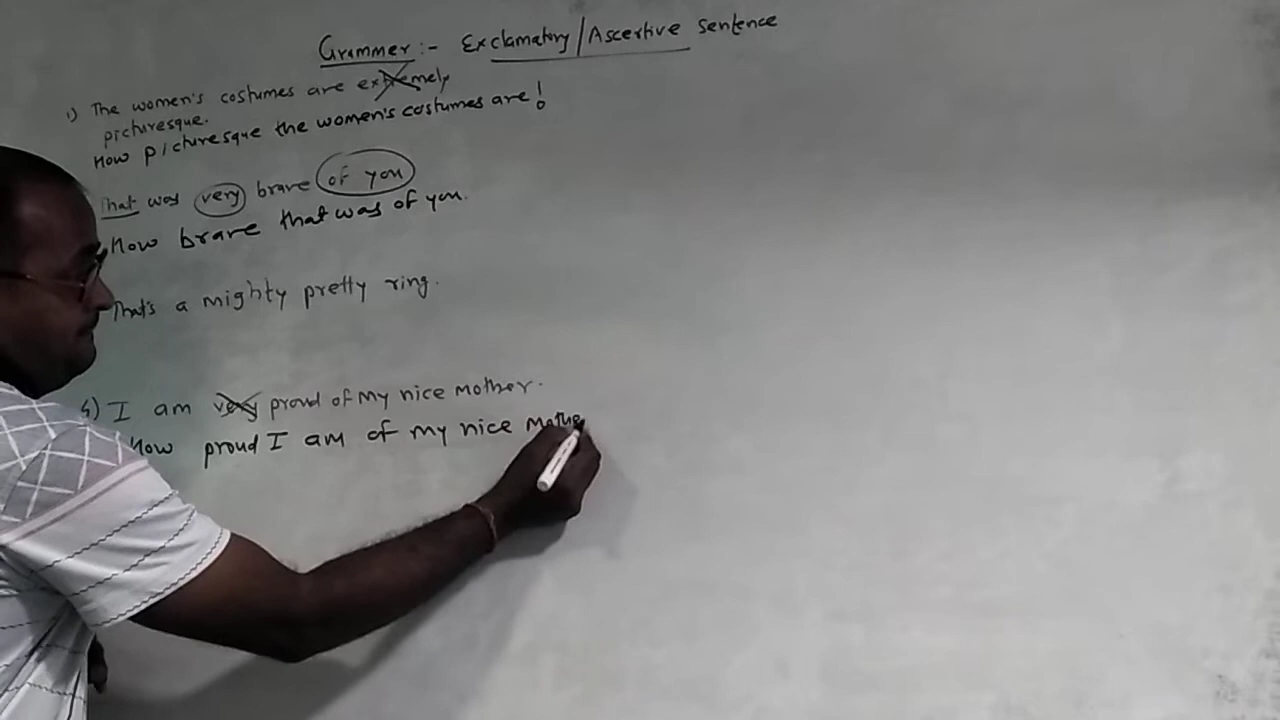 Grammer :- Exclamatory / Ascertive sentence
1) The women's costumes are extremely
picturesque.
How picturesque the women's costumes are!
That was very brave of you
How brave that was of you.
That's a mighty pretty ring.
4) I am very proud of my nice mother.
How proud I am of my nice Mothe